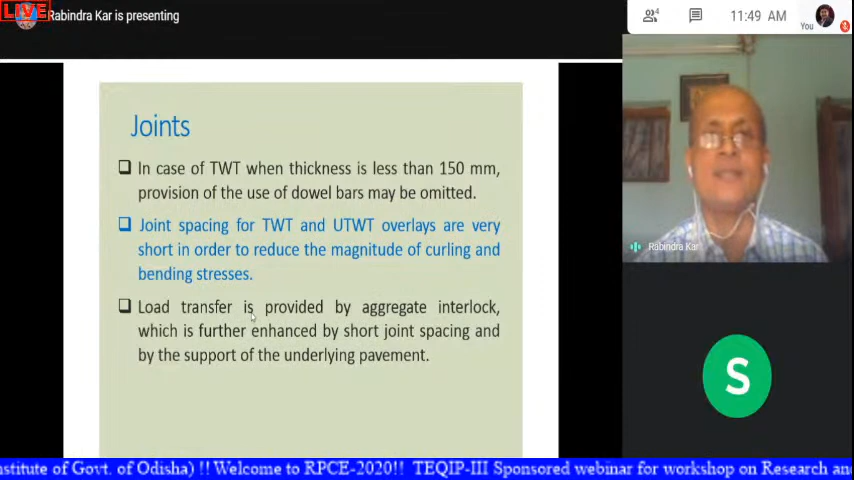 LIVE
Rabindra Kar is presenting
4
11:49 AM
You
Joints
In case of TWT when thickness is less than 150 mm,
provision of the use of dowel bars may be omitted.
Joint spacing for TWT and UTWT overlays are very
short in order to reduce the magnitude of curling and
bending stresses.
Load transfer is provided by aggregate interlock,
which is further enhanced by short joint spacing and
by the support of the underlying pavement.
Rabindra Kar
S
nstitute of Govt. of Odisha) !! Welcome to RPCE-2020!! TEQIP-III Sponsored webinar for workshop on Research an